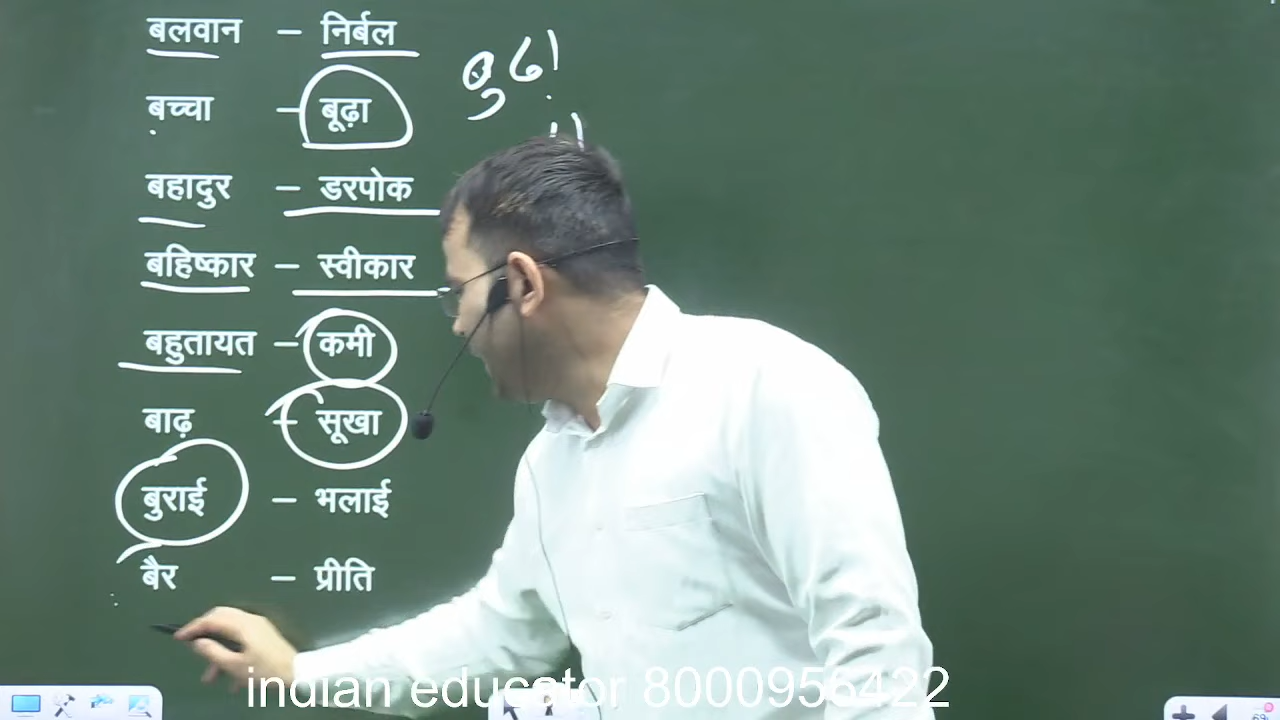 बलवान – निर्बल
बच्चा – बूढ़ा
बहादुर – डरपोक
बहिष्कार – स्वीकार
बहुतायत – कमी
बाढ़ – सूखा
बुराई – भलाई
बैर – प्रीति
indian educator 8000956422